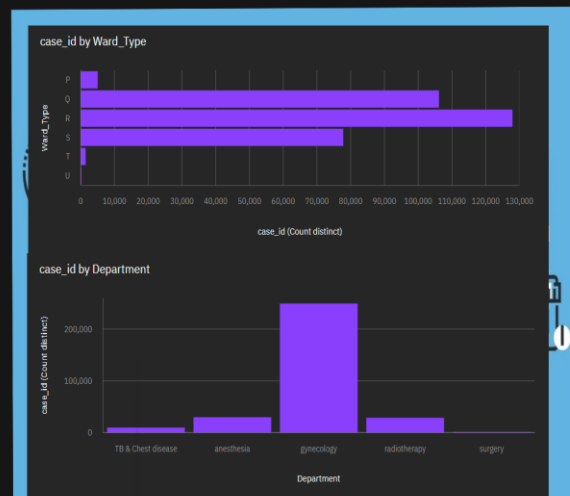 case_id by Ward_Type
Ward_Type
P
Q
R
S
T
U
0 10,000 20,000 30,000 40,000 50,000 60,000 70,000 80,000 90,000 100,000 110,000 120,000 130,000
case_id (Count distinct)
case_id by Department
case_id (Count distinct)
200,000
100,000
0
TB & Chest disease anesthesia gynecology radiotherapy surgery
Department